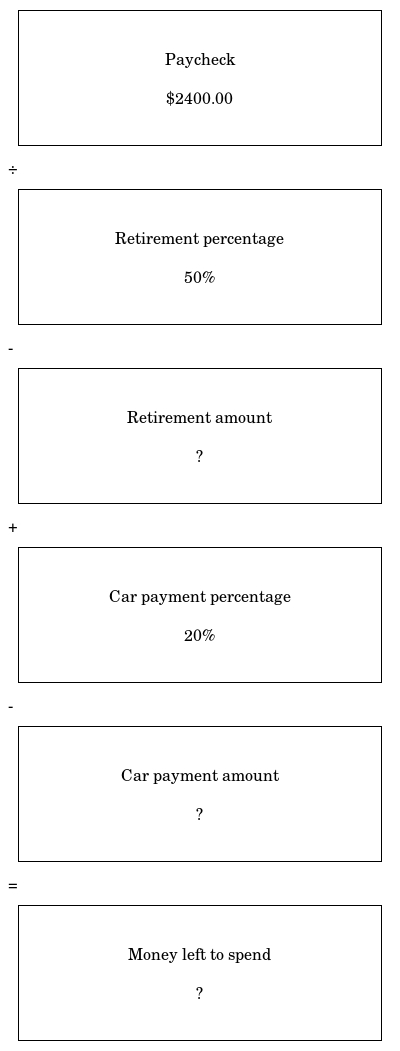 Paycheck
$2400.00
÷
Retirement percentage
50%
-
Retirement amount
?
+
Car payment percentage
20%
-
Car payment amount
?
=
Money left to spend
?